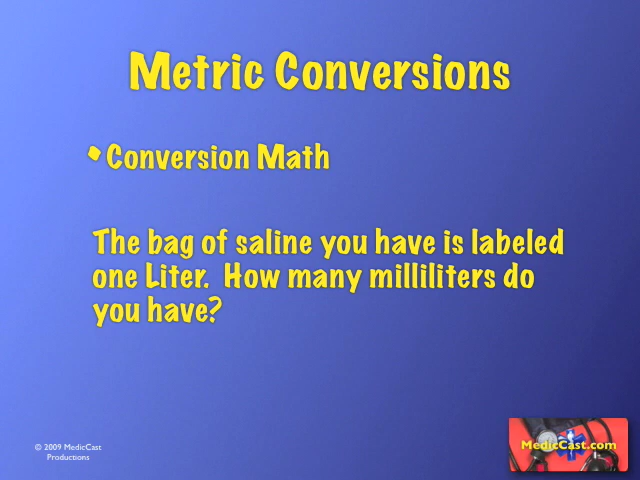 Metric Conversions
• Conversion Math
The bag of saline you have is labeled
one Liter. How many milliliters do
you have?
© 2009 MedicCast
Productions
MedicCast.com